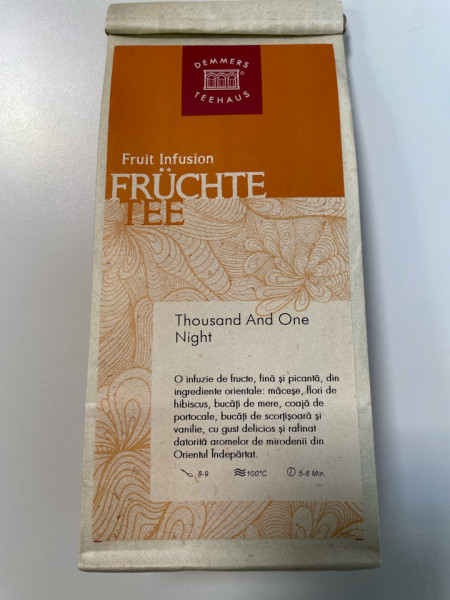 DEMMERS
®
TEEHAUS
Fruit Infusion
FRÜCHTE
TEE
Thousand And One
Night
O infuzie de fructe, fină și picantă, din
ingrediente orientale: măceșe, flori de
hibiscus, bucăți de mere, coajă de
portocale, bucăți de scorțișoară și
vanilie, cu gust delicios și rafinat
datorită aromelor de mirodenii din
Orientul Îndepărtat.
8-9 100°C 5-8 Min.